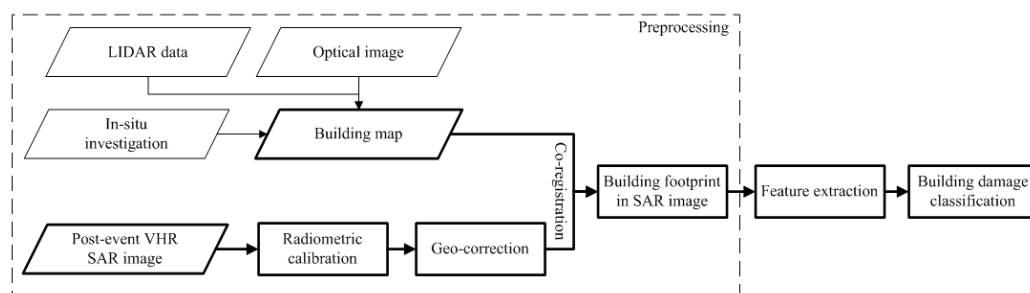 Preprocessing
LIDAR data
Optical image
In-situ
investigation
Building map
Co-registration
Building footprint
in SAR image
Feature extraction
Building damage
classification
Post-event VHR
SAR image
Radiometric
calibration
Geo-correction